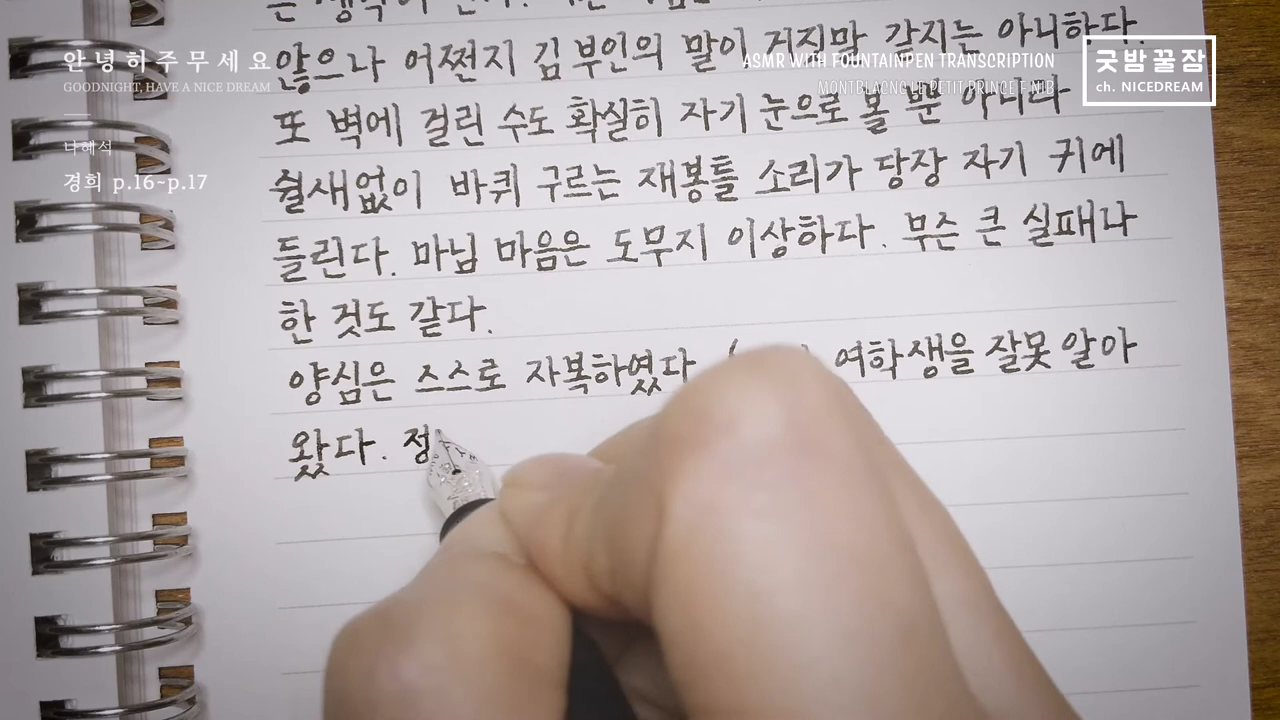 안녕히주무세요
GOODNIGHT, HAVE A NICE DREAM
나혜석
경희 p.16~p.17
ASMR WITH FOUNTAINPEN TRANSCRIPTION
MONTBLACNC LE PETIT PRINCE F NIB
굿밤꿀잠
ch. NICEDREAM
는 생각이
않으나 어쩐지 김 부인의 말이 거짓말 같지는 아니하다.
또 벽에 걸린 수도 확실히 자기 눈으로 볼 뿐 아니라
쉴새없이 바퀴 구르는 재봉틀 소리가 당장 자기 귀에
들린다. 마님 마음은 도무지 이상하다. 무슨 큰 실패나
한 것도 같다.
양심은 스스로 자복하였다 여학생을 잘못 알아
왔다. 정